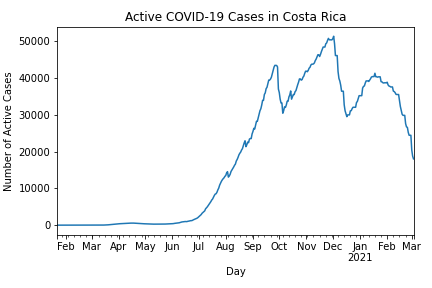 Active COVID-19 Cases in Costa Rica
Number of Active Cases
50000
40000
30000
20000
10000
0
Feb Mar Apr May Jun Jul Aug Sep Oct Nov Dec Jan Feb Mar
2021
Day